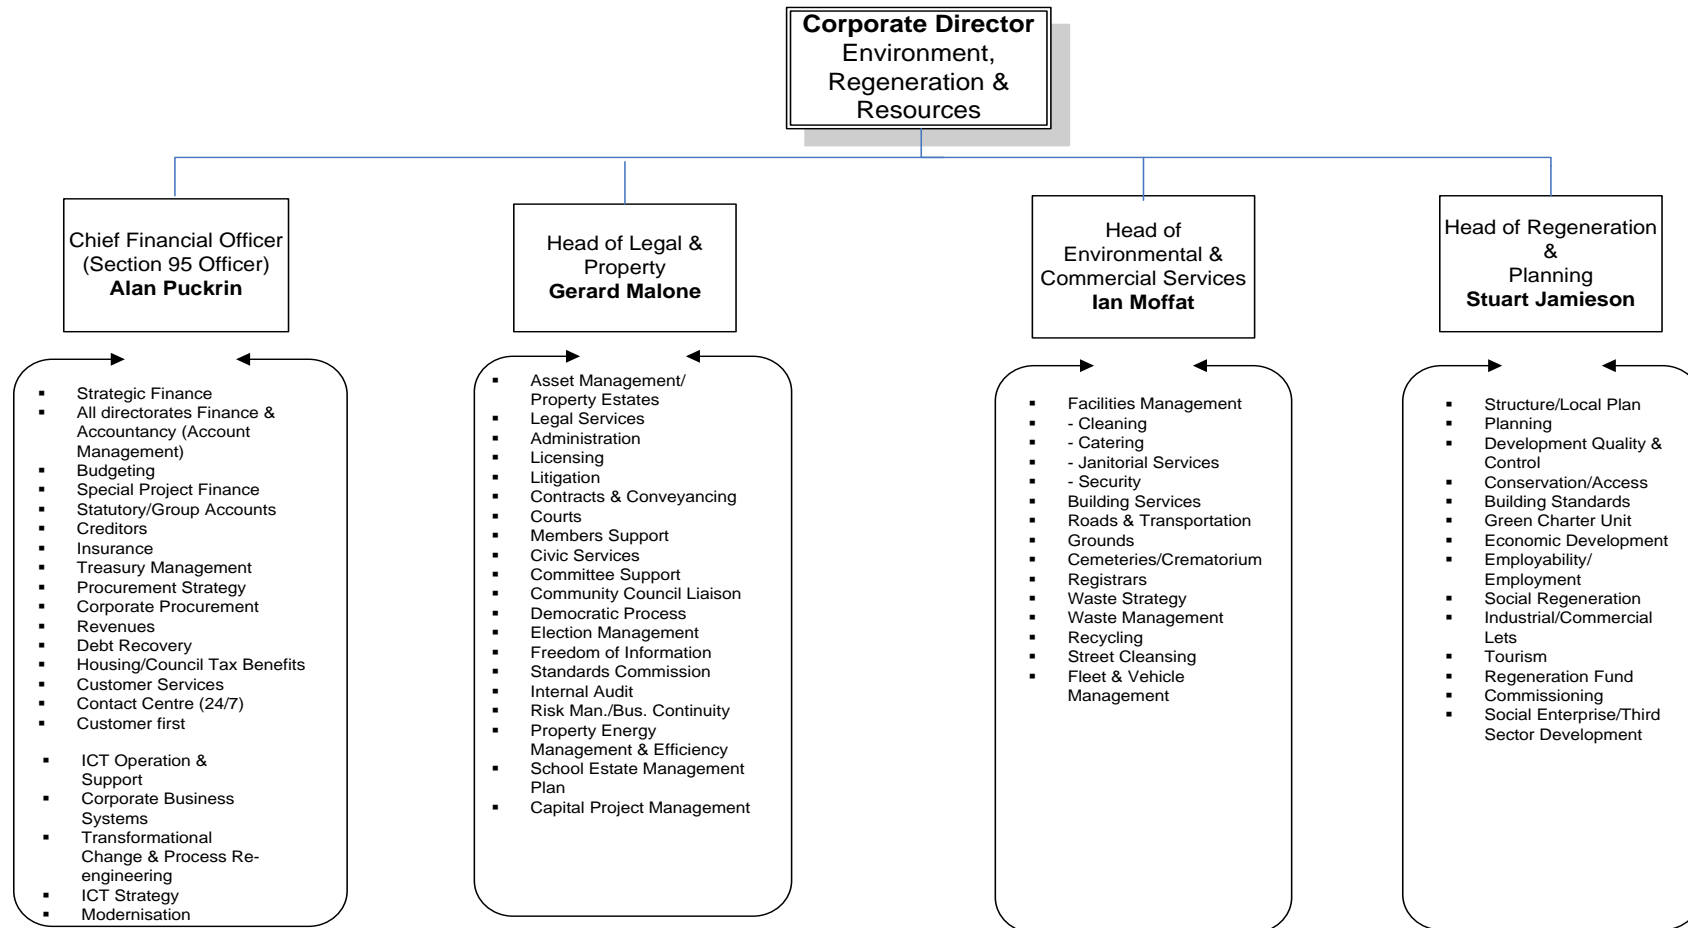 Corporate Director
Environment,
Regeneration &
Resources
Chief Financial Officer
(Section 95 Officer)
Alan Puckrin
Head of Legal &
Property
Gerard Malone
Head of
Environmental &
Commercial Services
Ian Moffat
Head of Regeneration
&
Planning
Stuart Jamieson
▪ Strategic Finance
▪ All directorates Finance &
Accountancy (Account
Management)
▪ Budgeting
▪ Special Project Finance
▪ Statutory/Group Accounts
▪ Creditors
▪ Insurance
▪ Treasury Management
▪ Procurement Strategy
▪ Corporate Procurement
▪ Revenues
▪ Debt Recovery
▪ Housing/Council Tax Benefits
▪ Customer Services
▪ Contact Centre (24/7)
▪ Customer first
▪ ICT Operation &
Support
▪ Corporate Business
Systems
▪ Transformational
Change & Process Re-
engineering
▪ ICT Strategy
▪ Modernisation
▪ Asset Management/
Property Estates
▪ Legal Services
▪ Administration
▪ Licensing
▪ Litigation
▪ Contracts & Conveyancing
▪ Courts
▪ Members Support
▪ Civic Services
▪ Committee Support
▪ Community Council Liaison
▪ Democratic Process
▪ Election Management
▪ Freedom of Information
▪ Standards Commission
▪ Internal Audit
▪ Risk Man./Bus. Continuity
▪ Property Energy
Management & Efficiency
▪ School Estate Management
Plan
▪ Capital Project Management
▪ Facilities Management
▪ - Cleaning
▪ - Catering
▪ - Janitorial Services
▪ - Security
▪ Building Services
▪ Roads & Transportation
▪ Grounds
▪ Cemeteries/Crematorium
▪ Registrars
▪ Waste Strategy
▪ Waste Management
▪ Recycling
▪ Street Cleansing
▪ Fleet & Vehicle
Management
▪ Structure/Local Plan
▪ Planning
▪ Development Quality &
Control
▪ Conservation/Access
▪ Building Standards
▪ Green Charter Unit
▪ Economic Development
▪ Employability/
Employment
▪ Social Regeneration
▪ Industrial/Commercial
Lets
▪ Tourism
▪ Regeneration Fund
▪ Commissioning
▪ Social Enterprise/Third
Sector Development